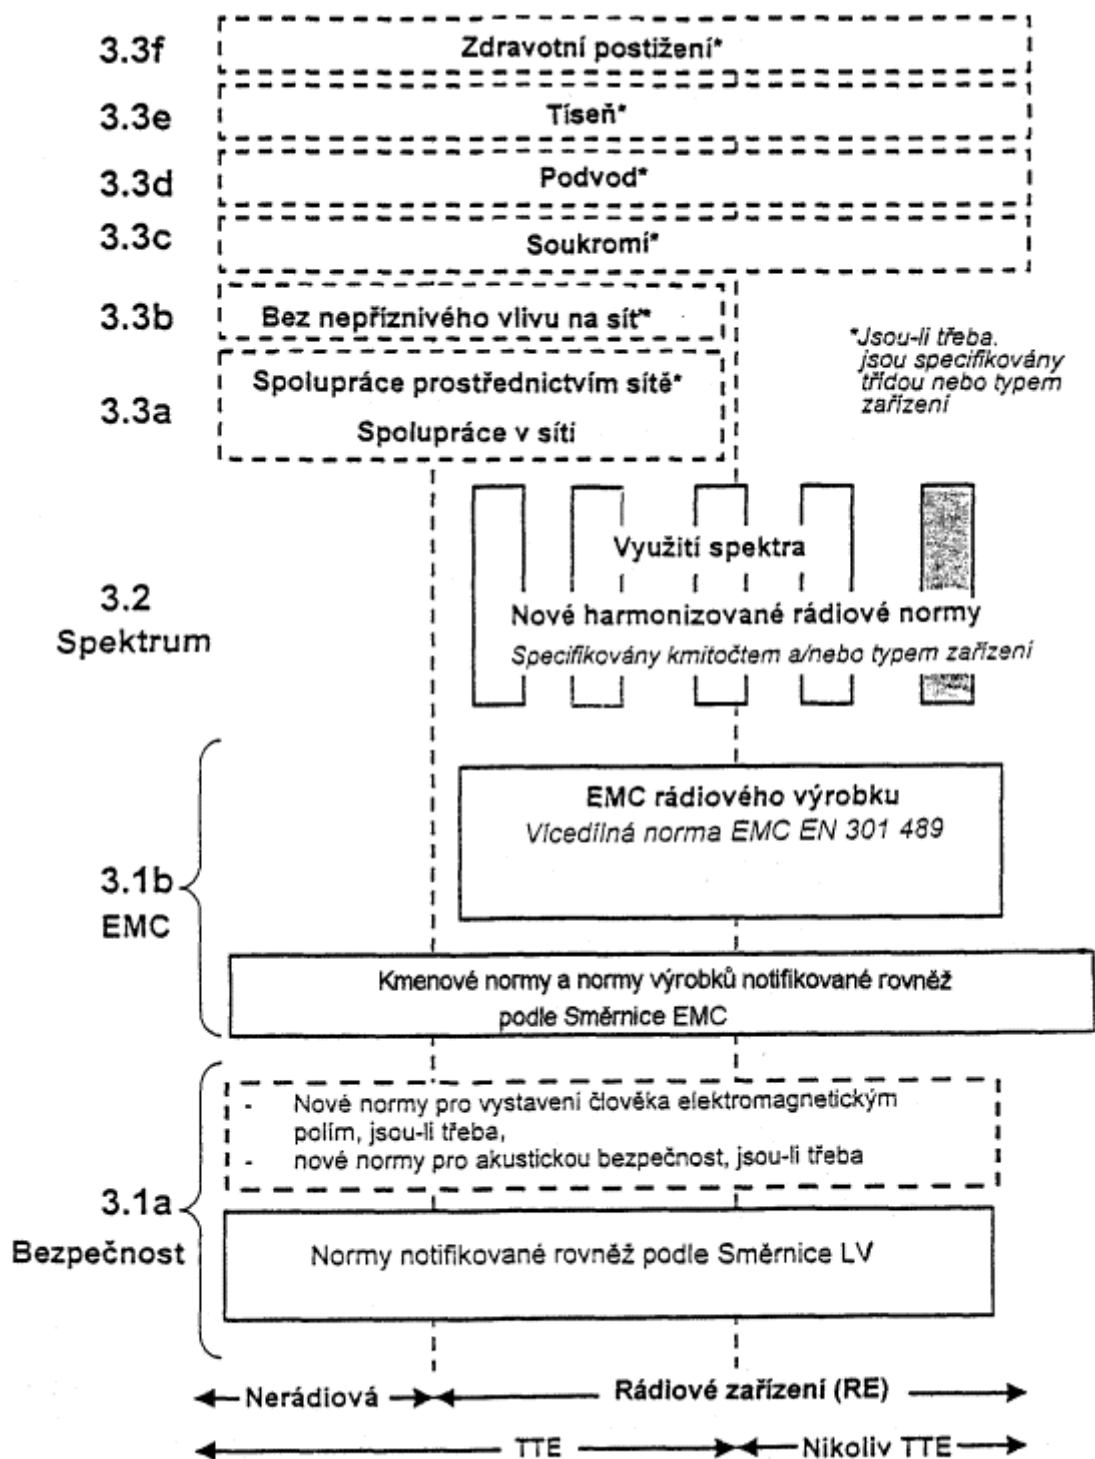 3.3f
Zdravotní postižení*
3.3e
Tíseň*
3.3d
Podvod*
3.3c
Soukromí*
3.3b
Bez nepříznivého vlivu na síť*
3.3a
Spolupráce prostřednictvím sítě*
Spolupráce v síti
*Jsou-li třeba.
jsou specifikovány
třídou nebo typem
zařízení
3.2
Spektrum
Využití spektra
Nové harmonizované rádiové normy
Specifikovány kmitočtem a/nebo typem zařízení
3.1b
EMC
EMC rádiového výrobku
Vícedílná norma EMC EN 301 489
Kmenové normy a normy výrobků notifikované rovněž
podle Směrnice EMC
3.1a
Bezpečnost
- Nové normy pro vystavení člověka elektromagnetickým
polím, jsou-li třeba,
- nové normy pro akustickou bezpečnost, jsou-li třeba
Normy notifikované rovněž podle Směrnice LV
Nerádiová
Rádiové zařízení (RE)
TTE
Nikoliv TTE